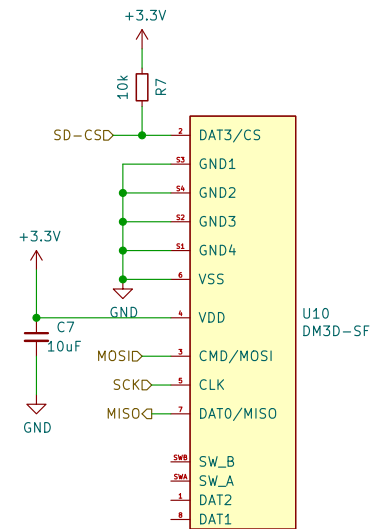 +3.3V
10k
R7
SD-CS
2 DAT3/CS
S3 GND1
S4 GND2
S2 GND3
S1 GND4
6 VSS
GND
+3.3V
4 VDD
C7
10uF
U10
DM3D-SF
MOSI
3 CMD/MOSI
SCK
5 CLK
MISO
7 DAT0/MISO
GND
SWB SW_B
SWA SW_A
1 DAT2
8 DAT1